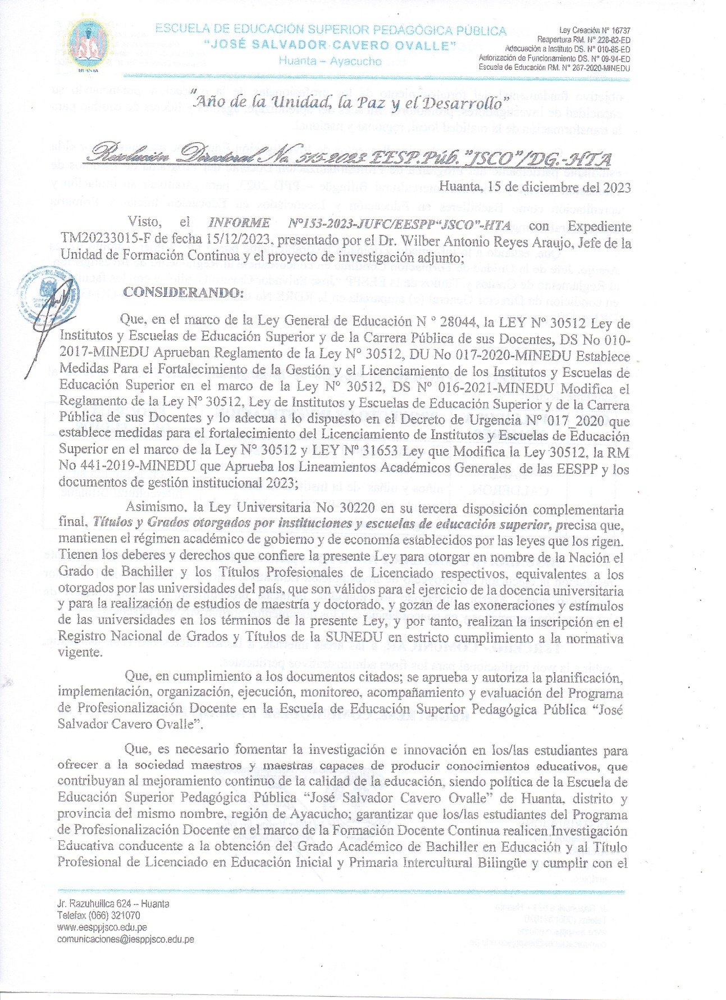 JSCO
HUANTA
ESCUELA DE EDUCACIÓN SUPERIOR PEDAGÓGICA PÚBLICA
"JOSÉ SALVADOR CAVERO OVALLE"
Huanta – Ayacucho
Ley Creación N° 16737
Reapertura RM. N° 228-82-ED
Adecuación a Instituto DS. N° 010-85-ED
Autorización de Funcionamiento DS. N° 09-94-ED
Escuela de Educación RM. N° 267-2020-MINEDU
"Año de la Unidad, la Paz y el Desarrollo"
Resolución Directoral No. 515-2023 EESP.Púb."JSCO"/DG.-HTA
Huanta, 15 de diciembre del 2023
Visto, el INFORME N°153-2023-JUFC/EESPP"JSCO"-HTA con Expediente
TM20233015-F de fecha 15/12/2023, presentado por el Dr. Wilber Antonio Reyes Araujo, Jefe de la
Unidad de Formación Continua y el proyecto de investigación adjunto;
CONSIDERANDO:
Que, en el marco de la Ley General de Educación N ° 28044, la LEY N° 30512 Ley de
Institutos y Escuelas de Educación Superior y de la Carrera Pública de sus Docentes, DS No 010-
2017-MINEDU Aprueban Reglamento de la Ley N° 30512, DU No 017-2020-MINEDU Establece
Medidas Para el Fortalecimiento de la Gestión y el Licenciamiento de los Institutos y Escuelas de
Educación Superior en el marco de la Ley N° 30512, DS N° 016-2021-MINEDU Modifica el
Reglamento de la Ley N° 30512, Ley de Institutos y Escuelas de Educación Superior y de la Carrera
Pública de sus Docentes y lo adecua a lo dispuesto en el Decreto de Urgencia N° 017_2020 que
establece medidas para el fortalecimiento del Licenciamiento de Institutos y Escuelas de Educación
Superior en el marco de la Ley N° 30512 y LEY N° 31653 Ley que Modifica la Ley 30512, la RM
No 441-2019-MINEDU que Aprueba los Lineamientos Académicos Generales de las EESPP y los
documentos de gestión institucional 2023;
Asimismo, la Ley Universitaria No 30220 en su tercera disposición complementaria
final, Títulos y Grados otorgados por instituciones y escuelas de educación superior, precisa que,
mantienen el régimen académico de gobierno y de economía establecidos por las leyes que los rigen.
Tienen los deberes y derechos que confiere la presente Ley para otorgar en nombre de la Nación el
Grado de Bachiller y los Títulos Profesionales de Licenciado respectivos, equivalentes a los
otorgados por las universidades del país, que son válidos para el ejercicio de la docencia universitaria
y para la realización de estudios de maestría y doctorado, y gozan de las exoneraciones y estímulos
de las universidades en los términos de la presente Ley, y por tanto, realizan la inscripción en el
Registro Nacional de Grados y Títulos de la SUNEDU en estricto cumplimiento a la normativa
vigente.
Que, en cumplimiento a los documentos citados; se aprueba y autoriza la planificación,
implementación, organización, ejecución, monitoreo, acompañamiento y evaluación del Programa
de Profesionalización Docente en la Escuela de Educación Superior Pedagógica Pública "José
Salvador Cavero Ovalle".
Que, es necesario fomentar la investigación e innovación en los/las estudiantes para
ofrecer a la sociedad maestros y maestras capaces de producir conocimientos educativos, que
contribuyan al mejoramiento continuo de la calidad de la educación, siendo política de la Escuela de
Educación Superior Pedagógica Pública "José Salvador Cavero Ovalle" de Huanta, distrito y
provincia del mismo nombre, región de Ayacucho; garantizar que los/las estudiantes del Programa
de Profesionalización Docente en el marco de la Formación Docente Continua realicen Investigación
Educativa conducente a la obtención del Grado Académico de Bachiller en Educación y al Título
Profesional de Licenciado en Educación Inicial y Primaria Intercultural Bilingüe y cumplir con el
Jr. Razuhuillca 624 – Huanta
Telefax (066) 321070
www.eesppjsco.edu.pe
comunicaciones@iesppjsco.edu.pe